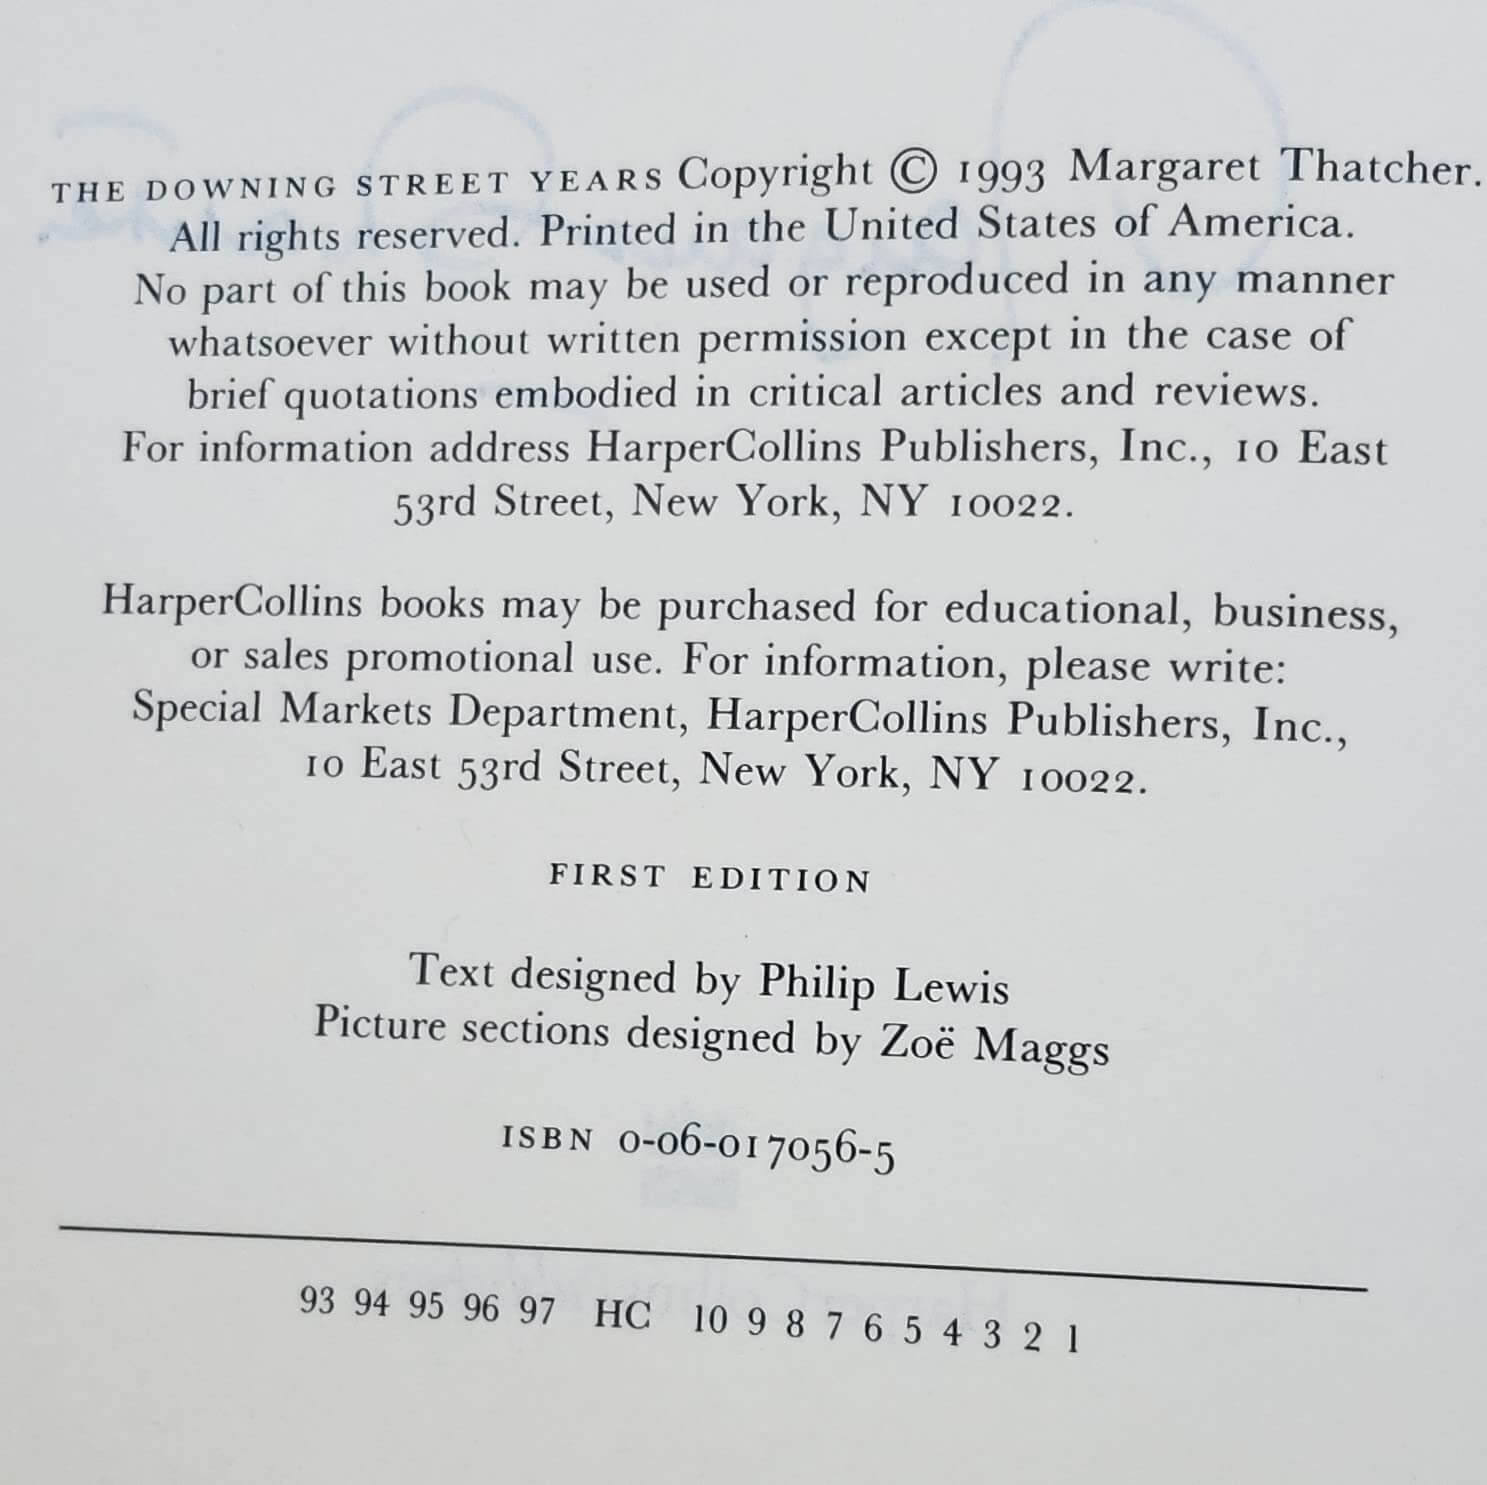 THE DOWNING STREET YEARS Copyright © 1993 Margaret Thatcher.
All rights reserved. Printed in the United States of America.
No part of this book may be used or reproduced in any manner
whatsoever without written permission except in the case of
brief quotations embodied in critical articles and reviews.
For information address HarperCollins Publishers, Inc., 10 East
53rd Street, New York, NY 10022.
HarperCollins books may be purchased for educational, business,
or sales promotional use. For information, please write:
Special Markets Department, HarperCollins Publishers, Inc.,
10 East 53rd Street, New York, NY 10022.
FIRST EDITION
Text designed by Philip Lewis
Picture sections designed by Zoë Maggs
ISBN 0-06-017056-5
93 94 95 96 97 HC 10 9 8 7 6 5 4 3 2 1